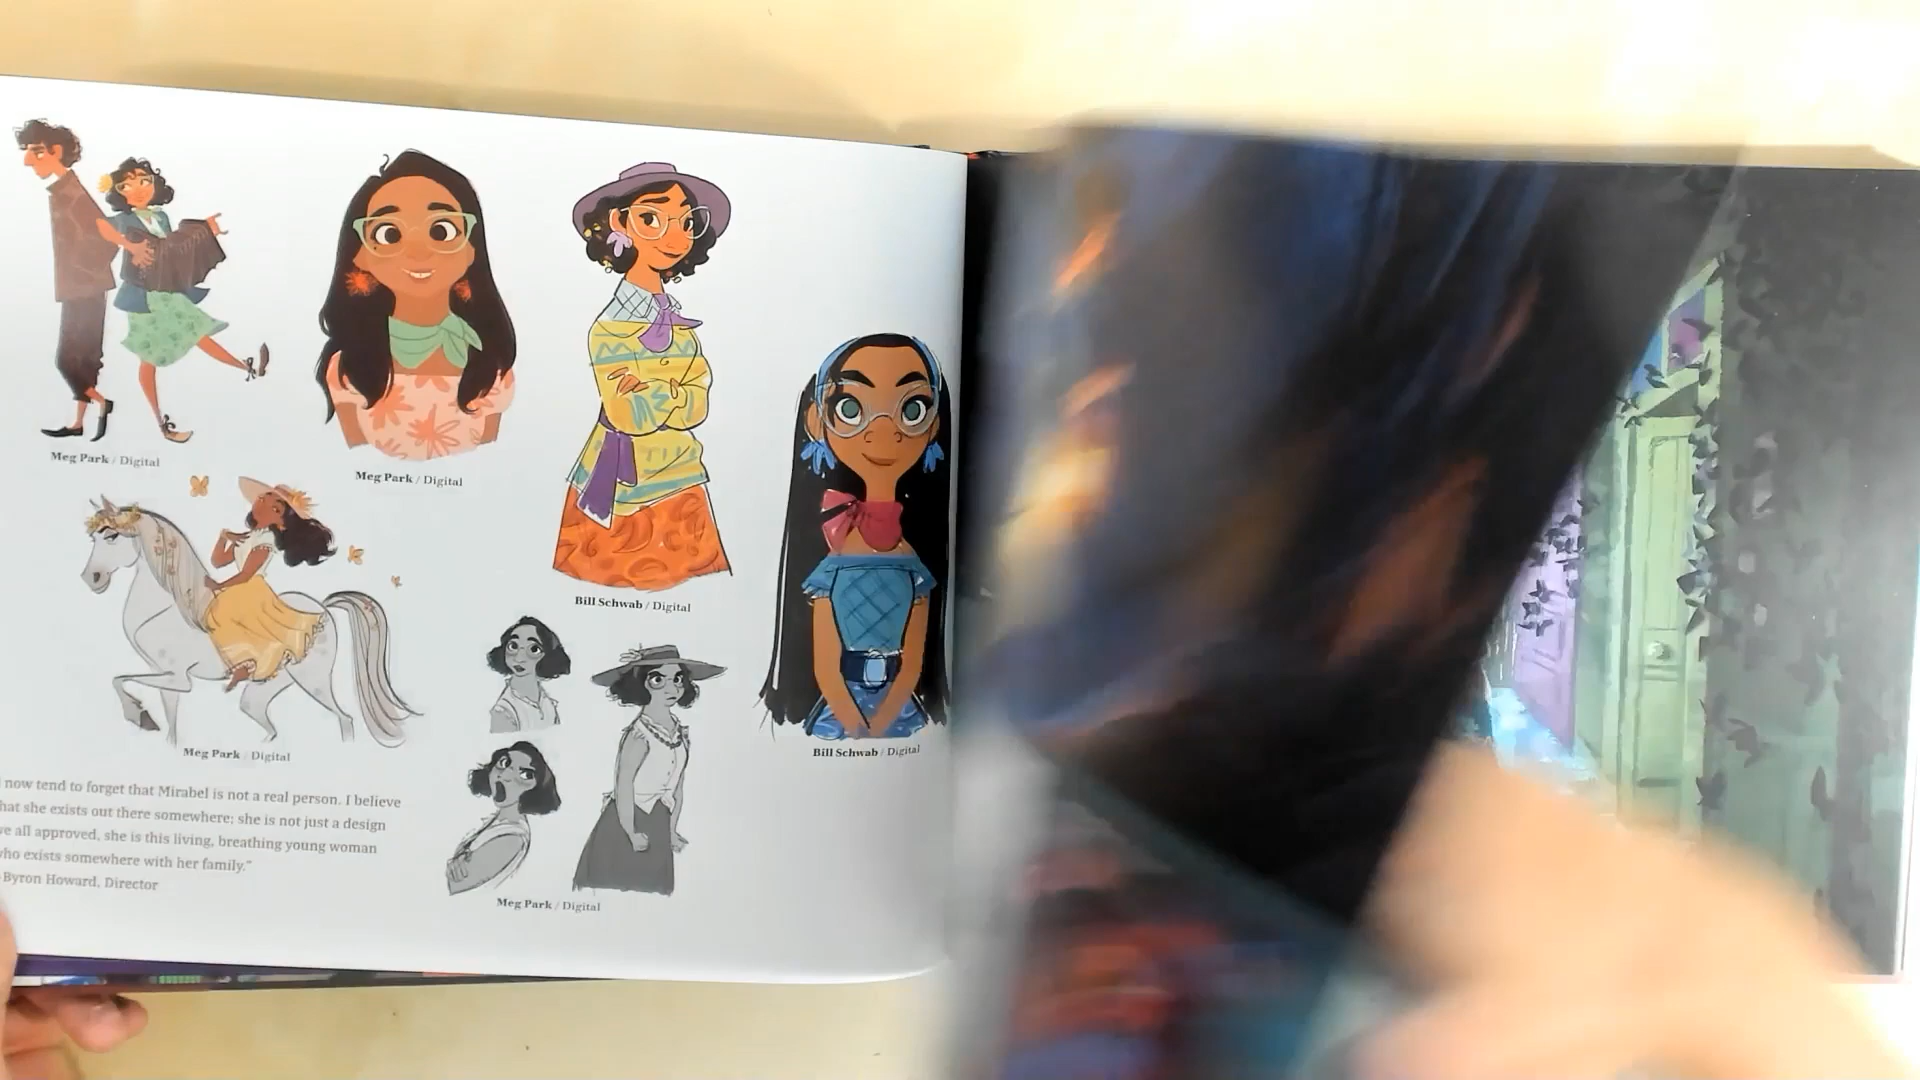 Meg Park / Digital
Meg Park / Digital
Bill Schwab / Digital
Meg Park / Digital
Bill Schwab / Digital
now tend to forget that Mirabel is not a real person. I believe
she exists out there somewhere; she is not just a design
all approved, she is this living, breathing young woman
exists somewhere with her family."
Byron Howard, Director
Meg Park / Digital